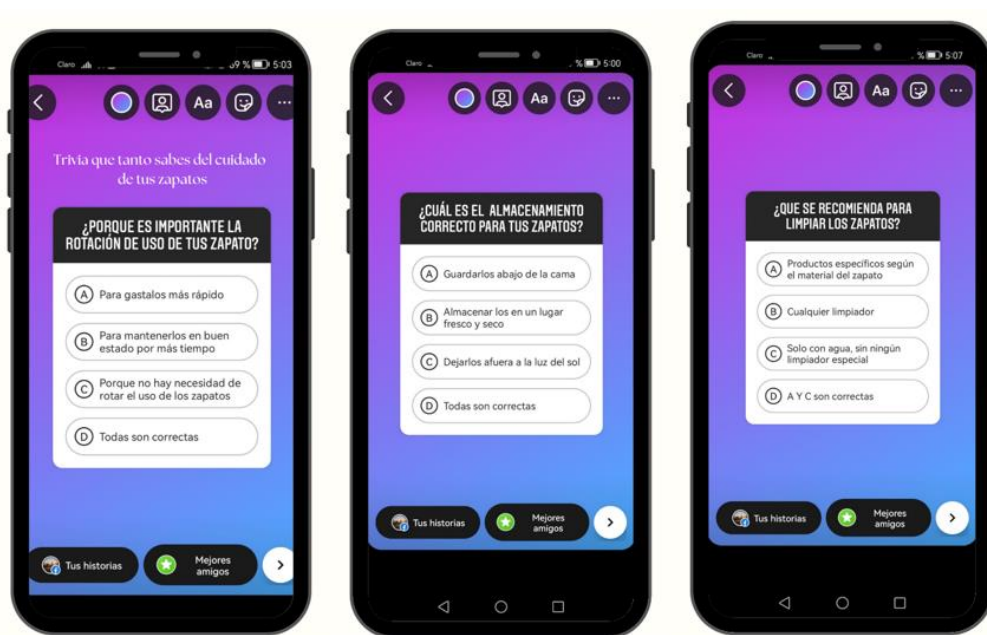 Claro
9 % 5:03
Aa
Trivia que tanto sabes del cuidado
de tus zapatos
¿PORQUE ES IMPORTANTE LA
ROTACIÓN DE USO DE TUS ZAPATO?
A Para gastalos más rápido
B Para mantenerlos en buen
estado por más tiempo
C Porque no hay necesidad de
rotar el uso de los zapatos
D Todas son correctas
Tus historias
Mejores
amigos
Claro
% 5:00
Aa
¿CUÁL ES EL ALMACENAMIENTO
CORRECTO PARA TUS ZAPATOS?
A Guardarlos abajo de la cama
B Almacenar los en un lugar
fresco y seco
C Dejarlos afuera a la luz del sol
D Todas son correctas
Tus historias
Mejores
amigos
Claro
% 5:07
Aa
¿QUE SE RECOMIENDA PARA
LIMPIAR LOS ZAPATOS?
A Productos específicos según
el material del zapato
B Cualquier limpiador
C Solo con agua, sin ningún
limpiador especial
D A Y C son correctas
Tus historias
Mejores
amigos